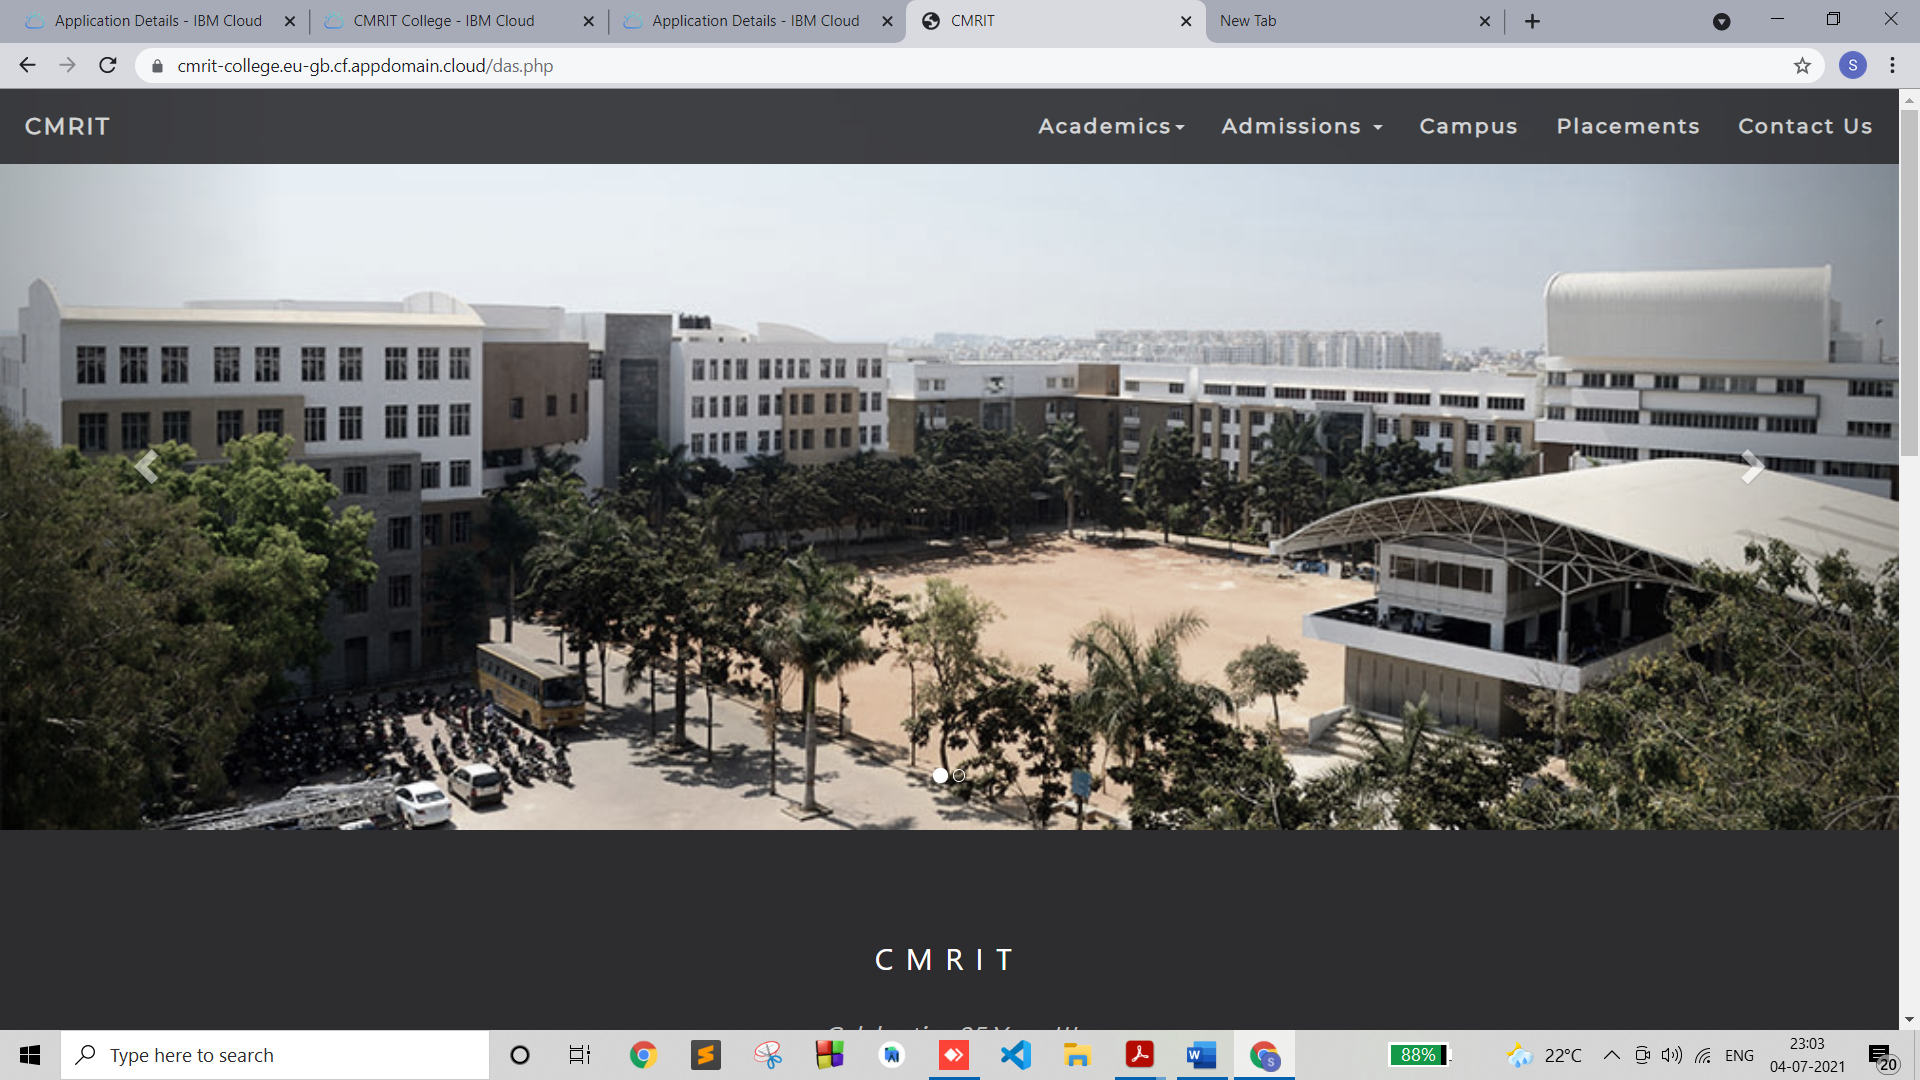 Application Details - IBM Cloud
CMRIT College - IBM Cloud
Application Details - IBM Cloud
CMRIT
New Tab
cmrit-college.eu-gb.cf.appdomain.cloud/das.php
S
CMRIT
Academics
Admissions
Campus
Placements
Contact Us
C M R I T
Type here to search
88%
22°C
ENG
23:03
04-07-2021
20